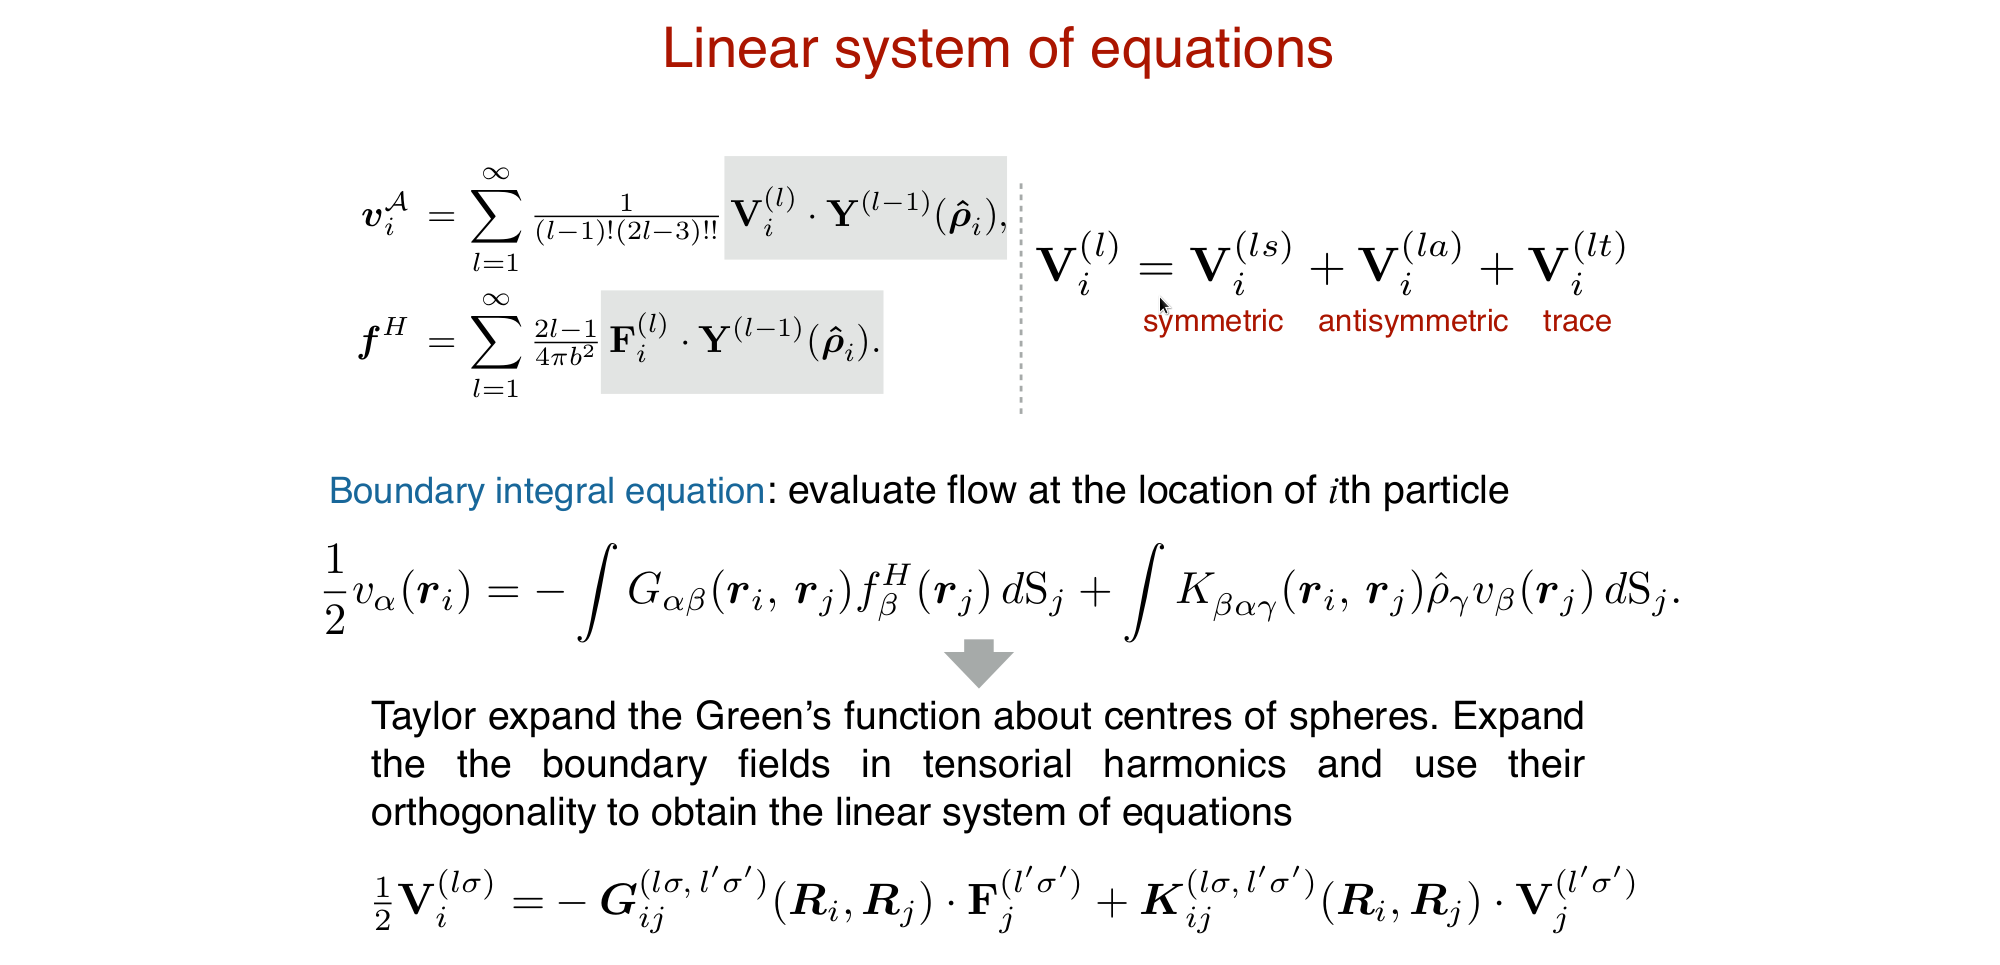 Linear system of equations
$\boldsymbol{v}_i^{\mathcal{A}} = \sum_{l=1}^{\infty} \frac{1}{(l-1)!(2l-3)!!} \mathbf{V}_i^{(l)} \cdot \mathbf{Y}^{(l-1)}(\hat{\boldsymbol{\rho}}_i),$
$\boldsymbol{f}^H = \sum_{l=1}^{\infty} \frac{2l-1}{4\pi b^2} \mathbf{F}_i^{(l)} \cdot \mathbf{Y}^{(l-1)}(\hat{\boldsymbol{\rho}}_i).$
$\mathbf{V}_i^{(l)} = \mathbf{V}_i^{(ls)} + \mathbf{V}_i^{(la)} + \mathbf{V}_i^{(lt)}$
symmetric antisymmetric trace
Boundary integral equation: evaluate flow at the location of ith particle
$\frac{1}{2} v_\alpha(\boldsymbol{r}_i) = -\int G_{\alpha\beta}(\boldsymbol{r}_i, \boldsymbol{r}_j) f_\beta^H(\boldsymbol{r}_j) \, d\mathrm{S}_j + \int K_{\beta\alpha\gamma}(\boldsymbol{r}_i, \boldsymbol{r}_j) \hat{\rho}_\gamma v_\beta(\boldsymbol{r}_j) \, d\mathrm{S}_j.$
Taylor expand the Green’s function about centres of spheres. Expand
the the boundary fields in tensorial harmonics and use their
orthogonality to obtain the linear system of equations
$\frac{1}{2} \mathbf{V}_i^{(l\sigma)} = - \boldsymbol{G}_{ij}^{(l\sigma, l'\sigma')}(\boldsymbol{R}_i, \boldsymbol{R}_j) \cdot \mathbf{F}_j^{(l'\sigma')} + \boldsymbol{K}_{ij}^{(l\sigma, l'\sigma')}(\boldsymbol{R}_i, \boldsymbol{R}_j) \cdot \mathbf{V}_j^{(l'\sigma')}$